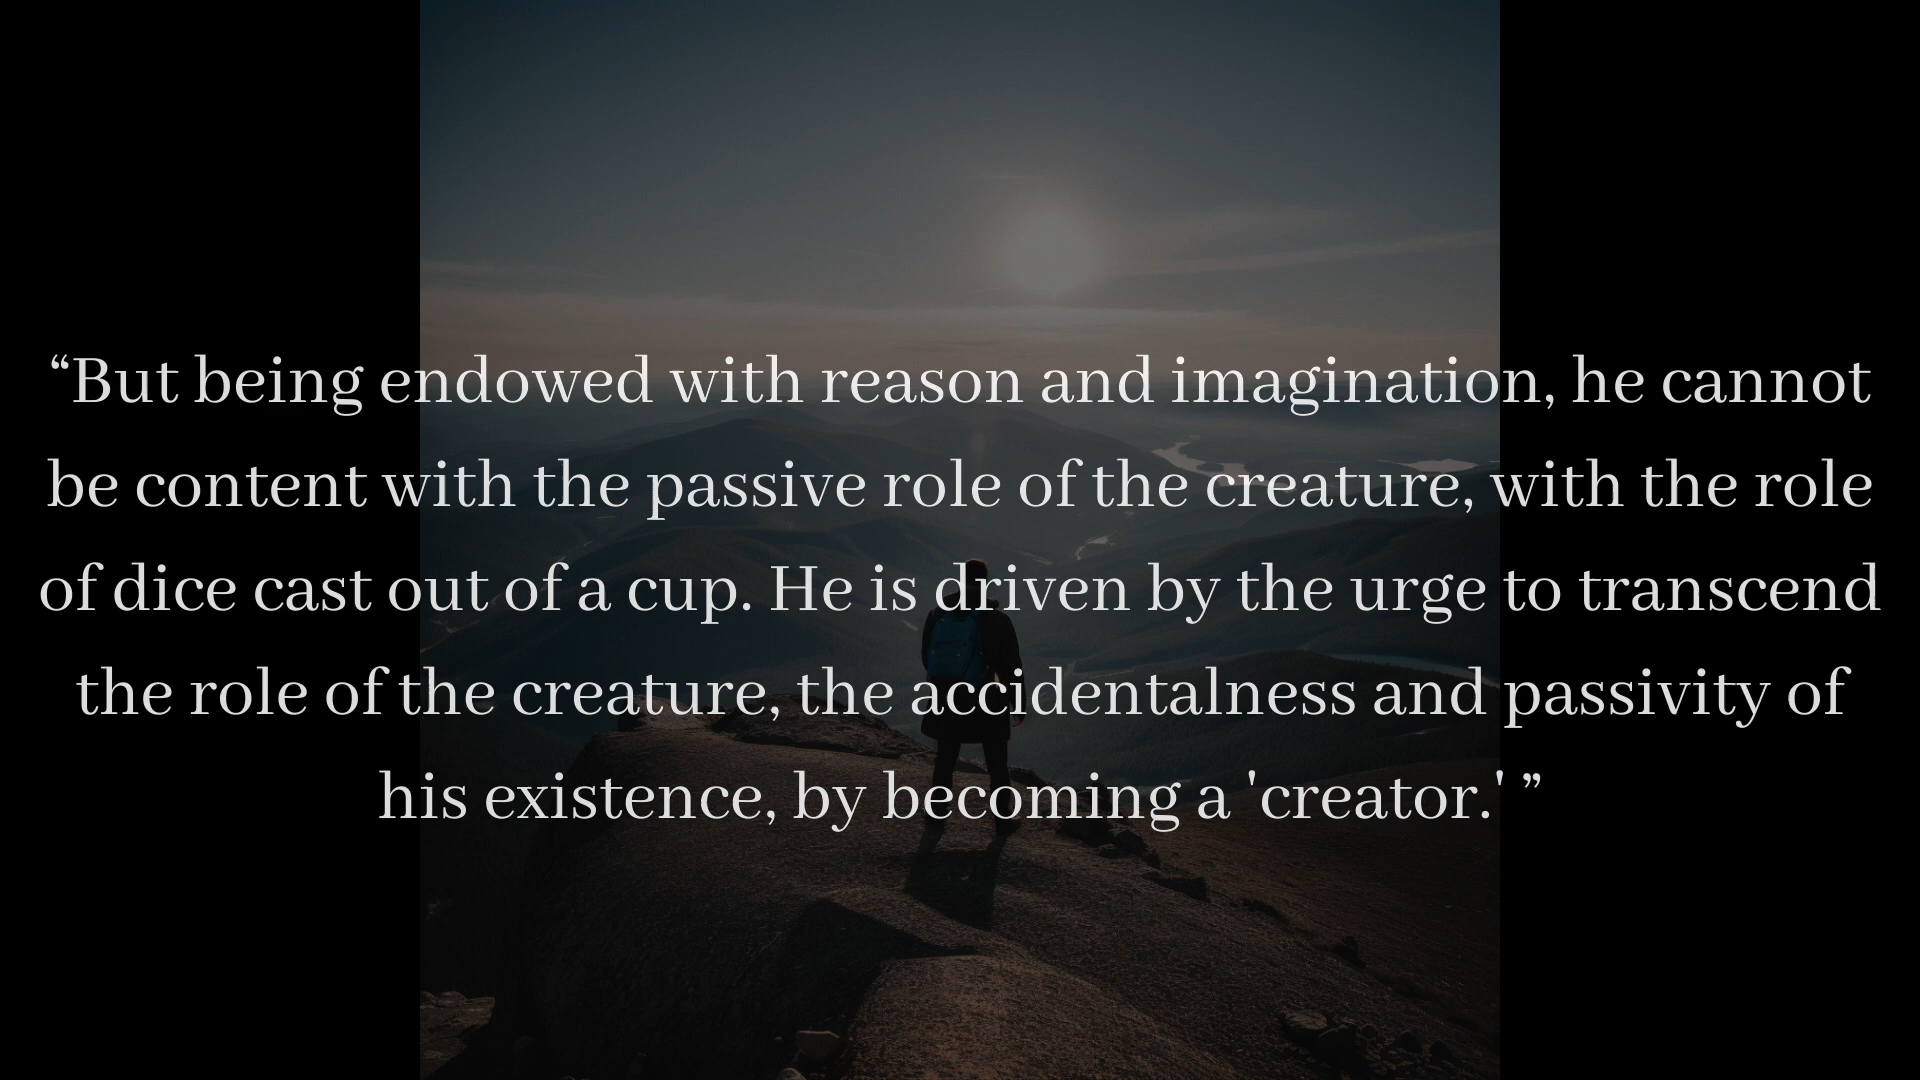 “But being endowed with reason and imagination, he cannot
be content with the passive role of the creature, with the role
of dice cast out of a cup. He is driven by the urge to transcend
the role of the creature, the accidentalness and passivity of
his existence, by becoming a 'creator.' ”